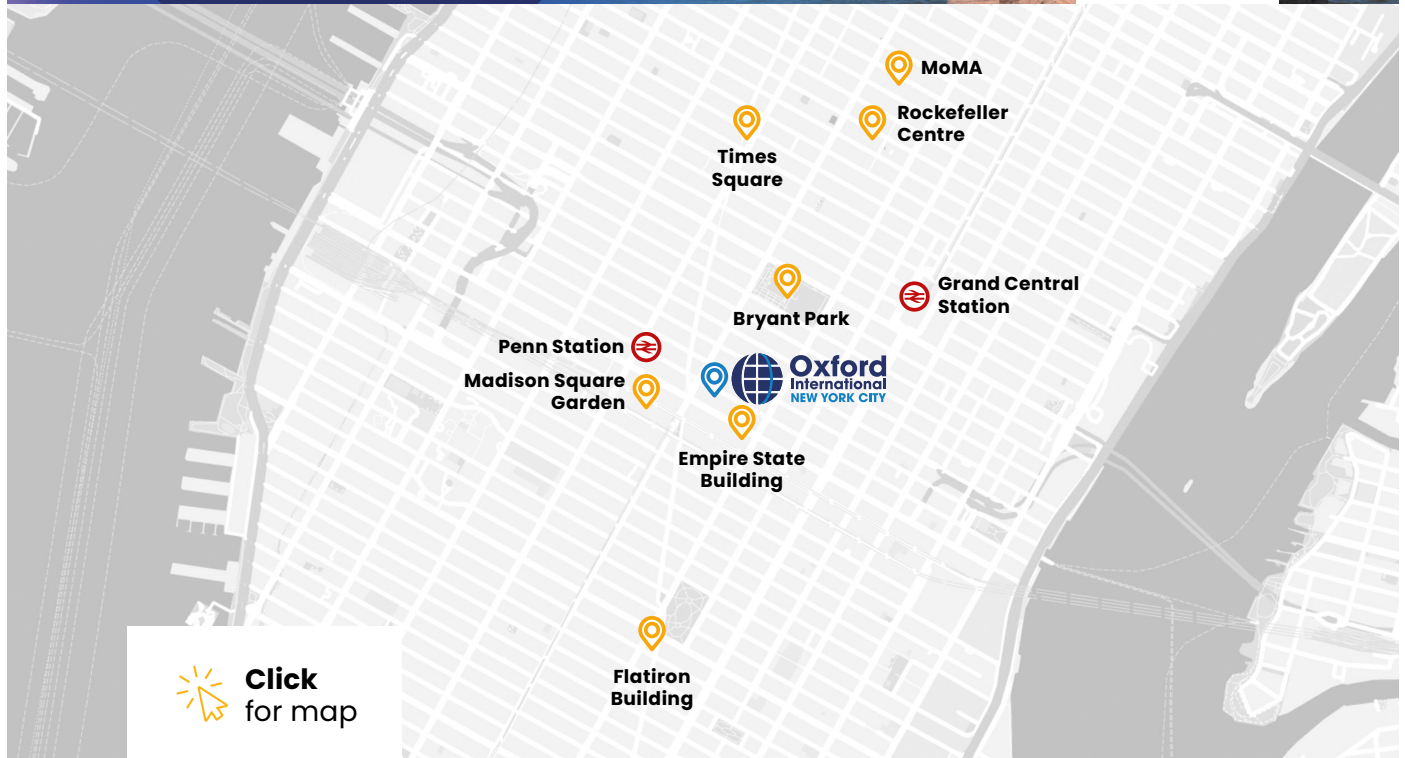 MoMA
Rockefeller
Centre
Times
Square
Grand Central
Station
Bryant Park
Penn Station
Madison Square
Garden
Oxford
International
NEW YORK CITY
Empire State
Building
Flatiron
Building
Click
for map